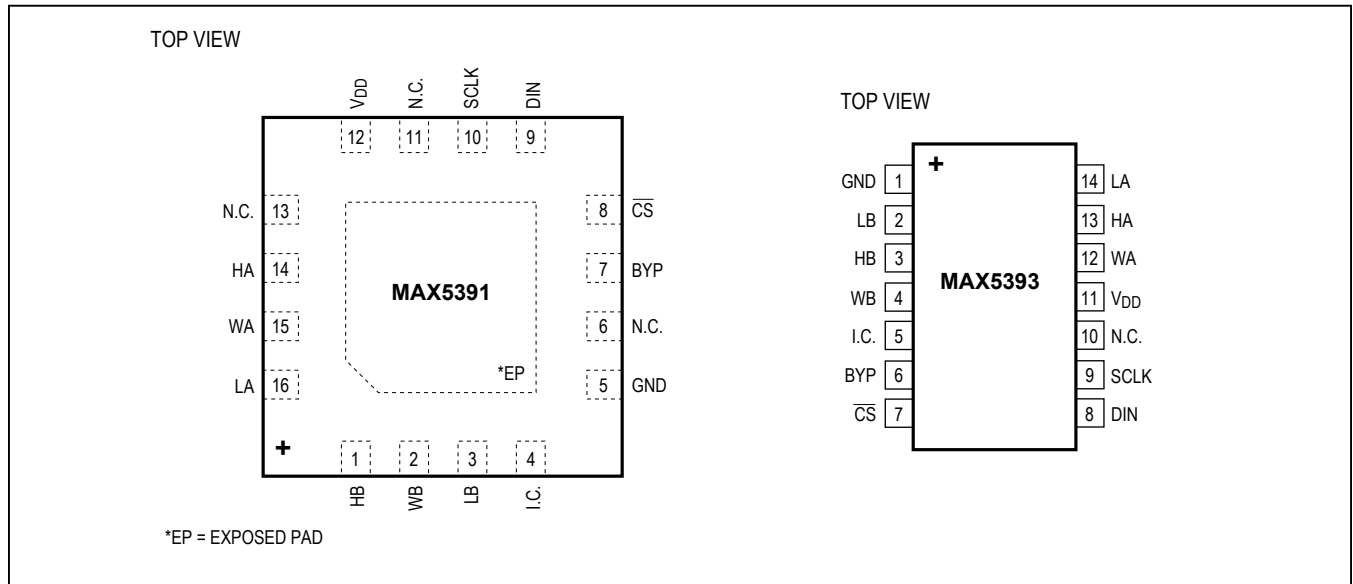 TOP VIEW
VDD
N.C.
SCLK
DIN
12
11
10
9
N.C. 13
8 CS
HA 14
7 BYP
MAX5391
WA 15
6 N.C.
*EP
LA 16
5 GND
+
1
2
3
4
HB
WB
LB
I.C.
*EP = EXPOSED PAD
TOP VIEW
+
GND 1
14 LA
LB 2
13 HA
HB 3
12 WA
MAX5393
WB 4
11 VDD
I.C. 5
10 N.C.
BYP 6
9 SCLK
CS 7
8 DIN